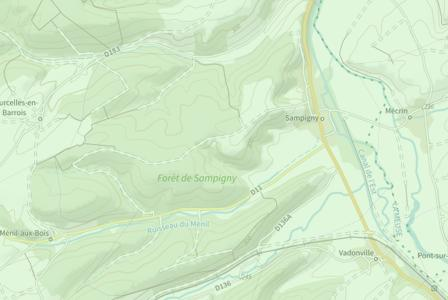 D183
urcelles-en-
Barrois
Sampigny
Mécrin
Forêt de Sampigny
D11
Canal de l'Est
LA MEUSE
Ruisseau du Ménil
Ménil-aux-Bois
D136A
Vadonville
Pont-sur-
D136